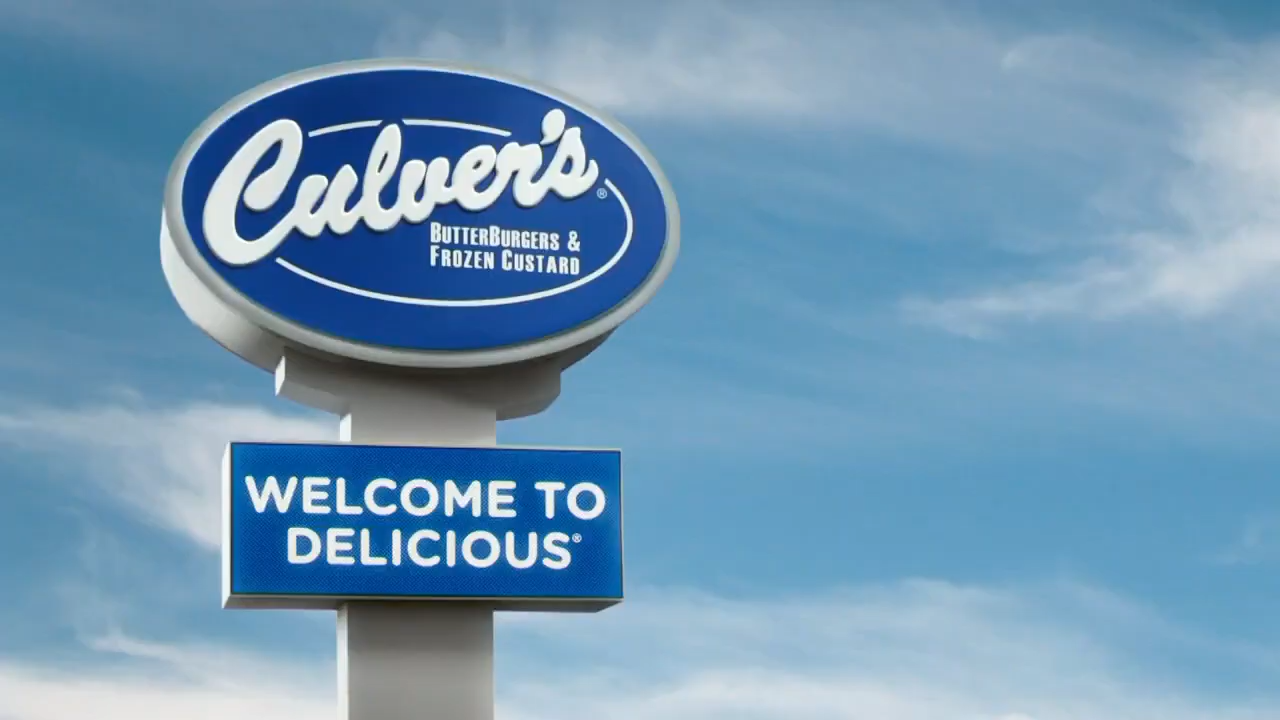 Culver's®
ButterBurgers &
Frozen Custard
WELCOME TO
DELICIOUS®